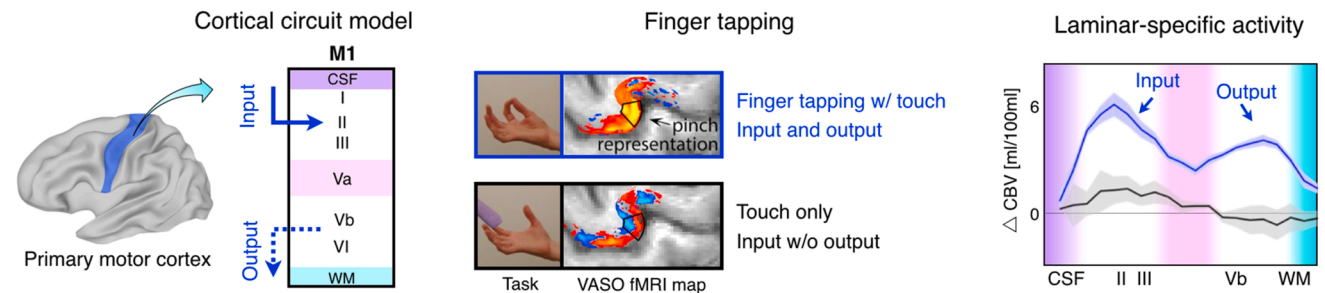 Cortical circuit model
M1
CSF
I
II
III
Va
Vb
VI
WM
Input
Output
Primary motor cortex
Finger tapping
pinch
representation
Finger tapping w/ touch
Input and output
Touch only
Input w/o output
Task
VASO fMRI map
Laminar-specific activity
△ CBV [ml/100ml]
6
0
Input
Output
CSF
II
III
Vb
WM